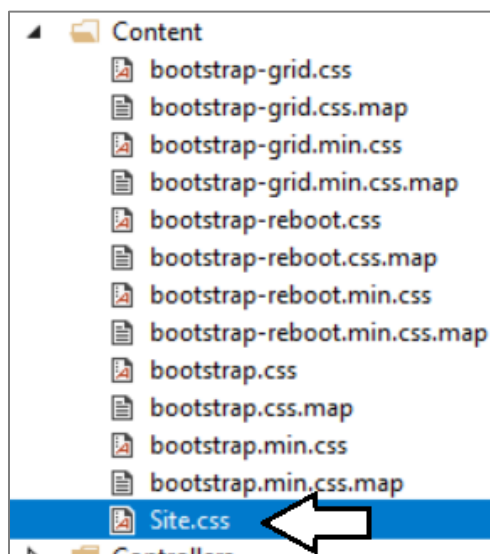 Content
bootstrap-grid.css
bootstrap-grid.css.map
bootstrap-grid.min.css
bootstrap-grid.min.css.map
bootstrap-reboot.css
bootstrap-reboot.css.map
bootstrap-reboot.min.css
bootstrap-reboot.min.css.map
bootstrap.css
bootstrap.css.map
bootstrap.min.css
bootstrap.min.css.map
Site.css
Controllers